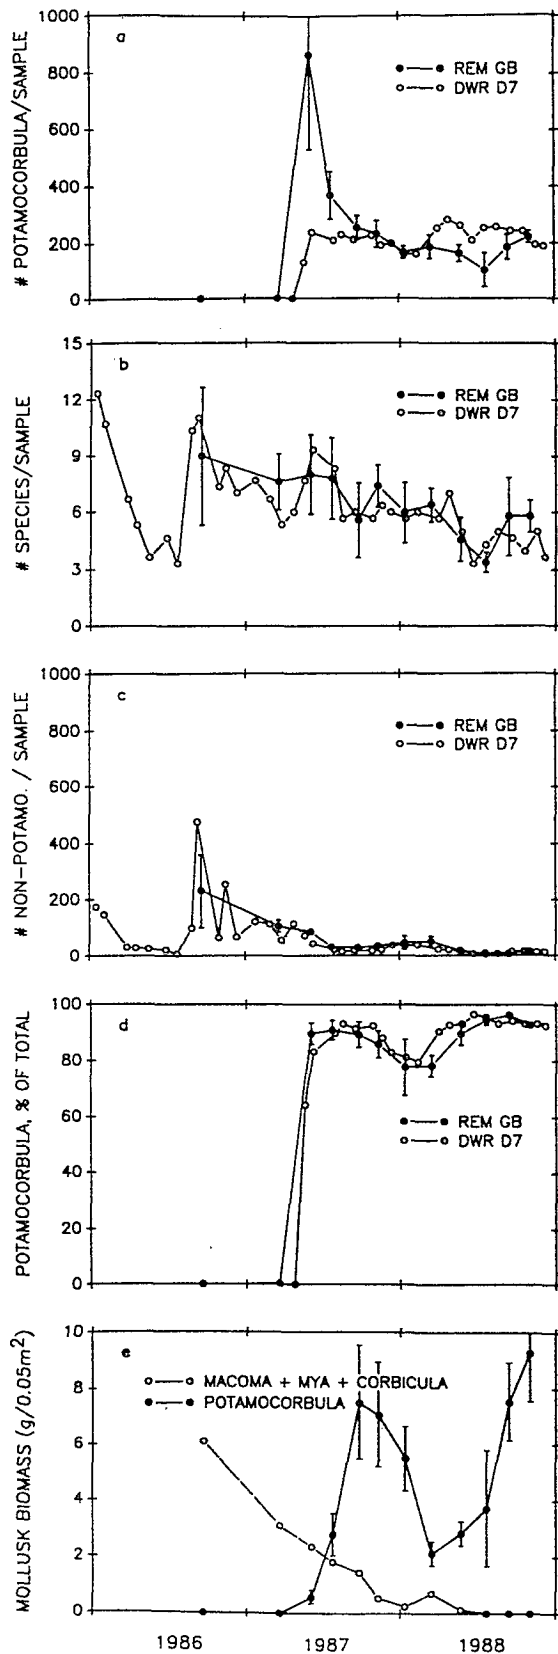 a
# POTAMOCORBULA/SAMPLE
1000
800
600
400
200
0
REM GB
DWR D7
b
# SPECIES/SAMPLE
15
12
9
6
3
0
REM GB
DWR D7
c
# NON-POTAMO. / SAMPLE
1000
800
600
400
200
0
REM GB
DWR D7
d
POTAMOCORBULA, % OF TOTAL
100
80
60
40
20
0
REM GB
DWR D7
e
MOLLUSK BIOMASS (g/0.05m²)
10
8
6
4
2
0
MACOMA + MYA + CORBICULA
POTAMOCORBULA
1986 1987 1988